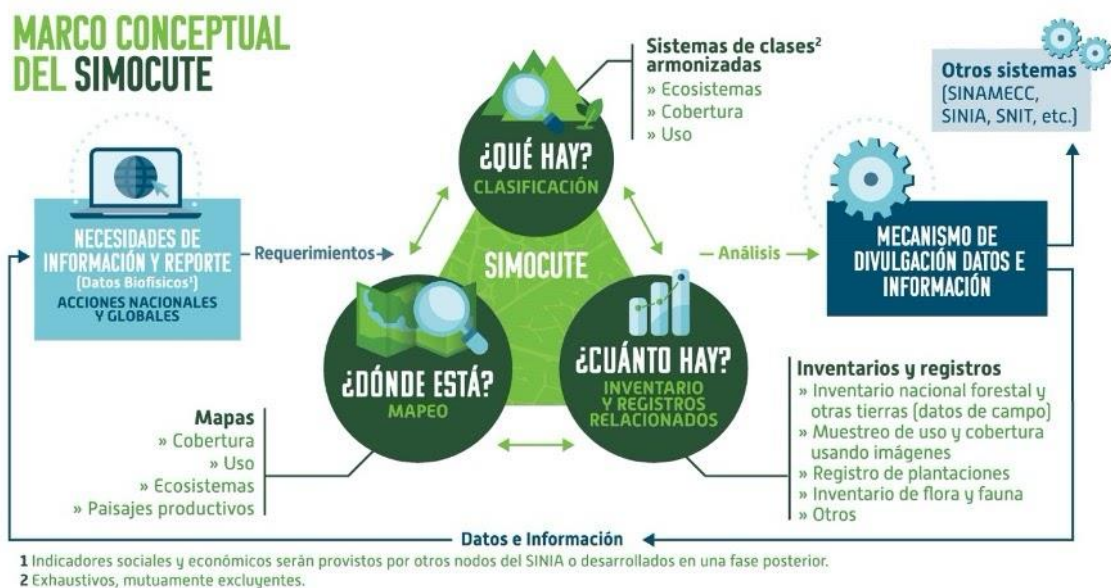 MARCO CONCEPTUAL
DEL SIMOCUTE
Sistemas de clases²
armonizadas
» Ecosistemas
» Cobertura
» Uso
Otros sistemas
(SINAMECC,
SINIA, SNIT, etc.)
¿QUÉ HAY?
CLASIFICACIÓN
NECESIDADES DE
INFORMACIÓN Y REPORTE
(Datos Biofísicos¹)
ACCIONES NACIONALES
Y GLOBALES
Requerimientos
SIMOCUTE
Análisis
MECANISMO DE
DIVULGACIÓN DATOS E
INFORMACIÓN
¿DÓNDE ESTÁ?
MAPEO
¿CUÁNTO HAY?
INVENTARIO
Y REGISTROS
RELACIONADOS
Mapas
» Cobertura
» Uso
» Ecosistemas
» Paisajes productivos
Inventarios y registros
» Inventario nacional forestal y
otras tierras (datos de campo)
» Muestreo de uso y cobertura
usando imágenes
» Registro de plantaciones
» Inventario de flora y fauna
» Otros
Datos e Información
1 Indicadores sociales y económicos serán provistos por otros nodos del SINIA o desarrollados en una fase posterior.
2 Exhaustivos, mutuamente excluyentes.